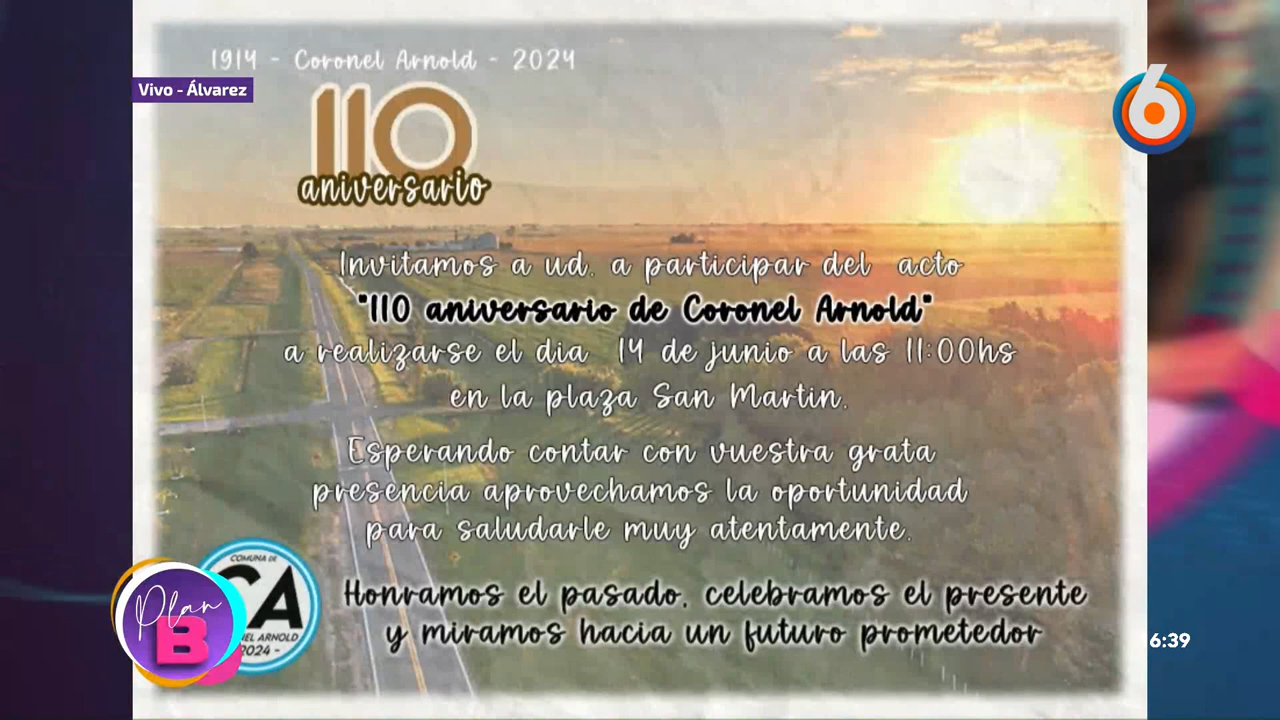 1914 - Coronel Arnold - 2024
Vivo - Álvarez
110
aniversario
6
Invitamos a ud. a participar del acto
"110 aniversario de Coronel Arnold"
a realizarse el dia 14 de junio a las 11:00hs
en la plaza San Martin.
Esperando contar con vuestra grata
presencia aprovechamos la oportunidad
para saludarle muy atentamente.
Honramos el pasado, celebramos el presente
y miramos hacia un futuro prometedor
COMUNA DE
CA
NEL ARNOLD
2024 -
Plan
B
6:39